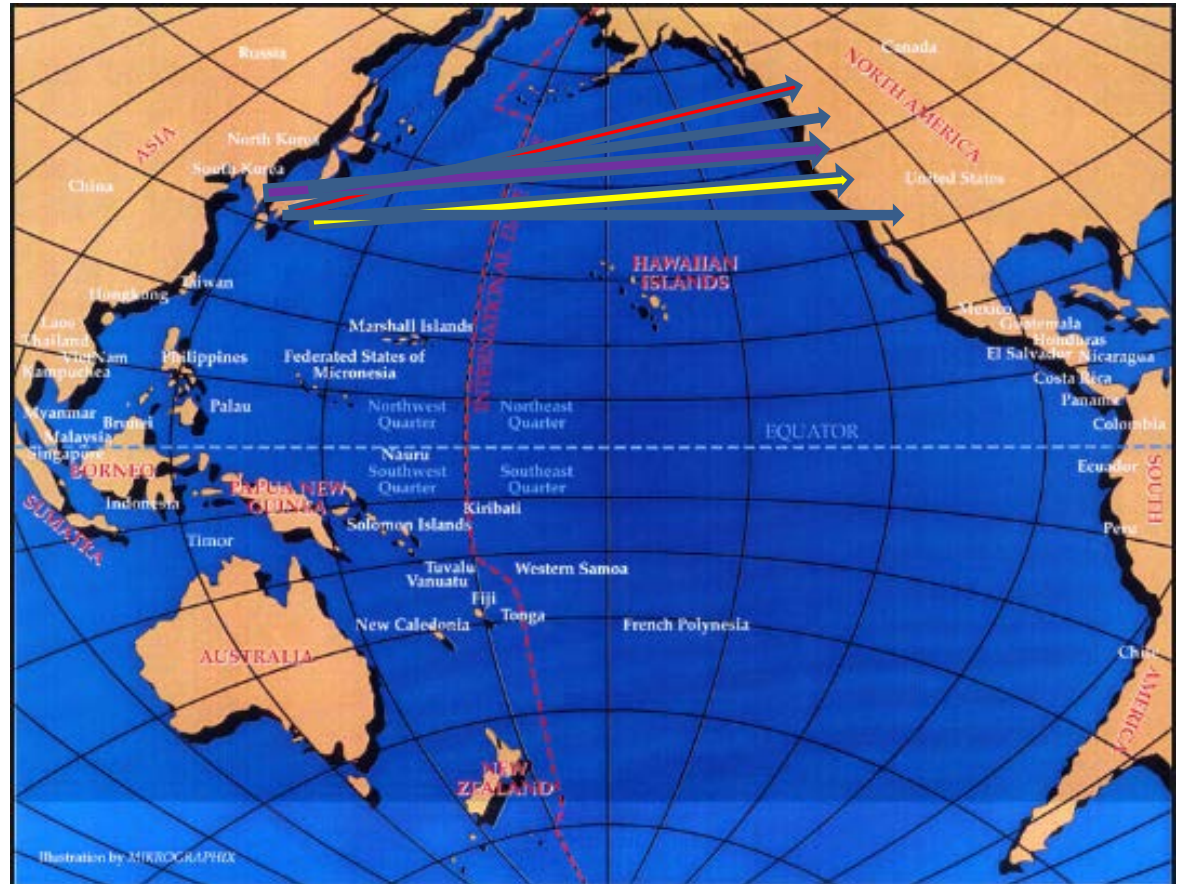 Canada
Russia
NORTH AMERICA
ASIA
North Korea
South Korea
China
United States
HAWAIIAN
ISLANDS
Taiwan
Hongkong
INTERNATIONAL
Mexico
Laos
Marshall Islands
Guatemala
Thailand
Honduras
VietNam
Philippines
Federated States of
Micronesia
El Salvador
Nicaragua
Kampuchea
Costa Rica
Palau
Northwest
Quarter
Northeast
Quarter
Panama
Myanmar
Brunei
Colombia
Malaysia
EQUATOR
Singapore
Nauru
BORNEO
Southwest
Quarter
Southeast
Quarter
Ecuador
SOUTH
AMERICA
PAPUA NEW
GUINEA
Indonesia
Kiribati
SUMATRA
Solomon Islands
Peru
Timor
Tuvalu
Western Samoa
Vanuatu
Fiji
Tonga
New Caledonia
French Polynesia
AUSTRALIA
Chile
NEW
ZEALAND
Illustration by MIKROGRAPHIX